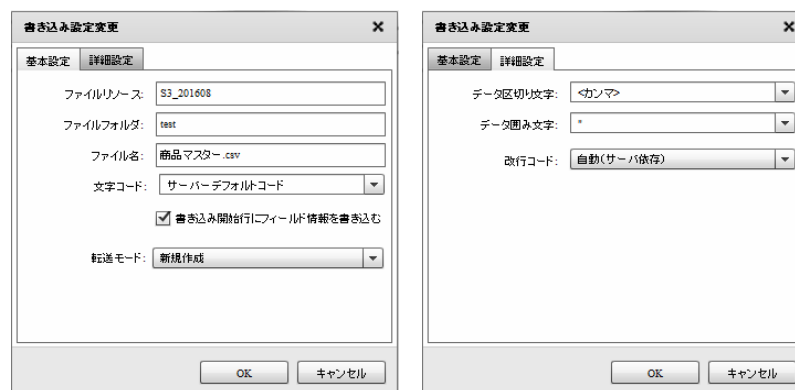 書き込み設定変更
基本設定 詳細設定
ファイルリソース: S3_201608
ファイルフォルダ: test
ファイル名: 商品マスター.csv
文字コード: サーバーデフォルトコード
書き込み開始行にフィールド情報を書き込む
転送モード: 新規作成
OK キャンセル
書き込み設定変更
基本設定 詳細設定
データ区切り文字: <カンマ>
データ囲み文字: "
改行コード: 自動(サーバ依存)
OK キャンセル